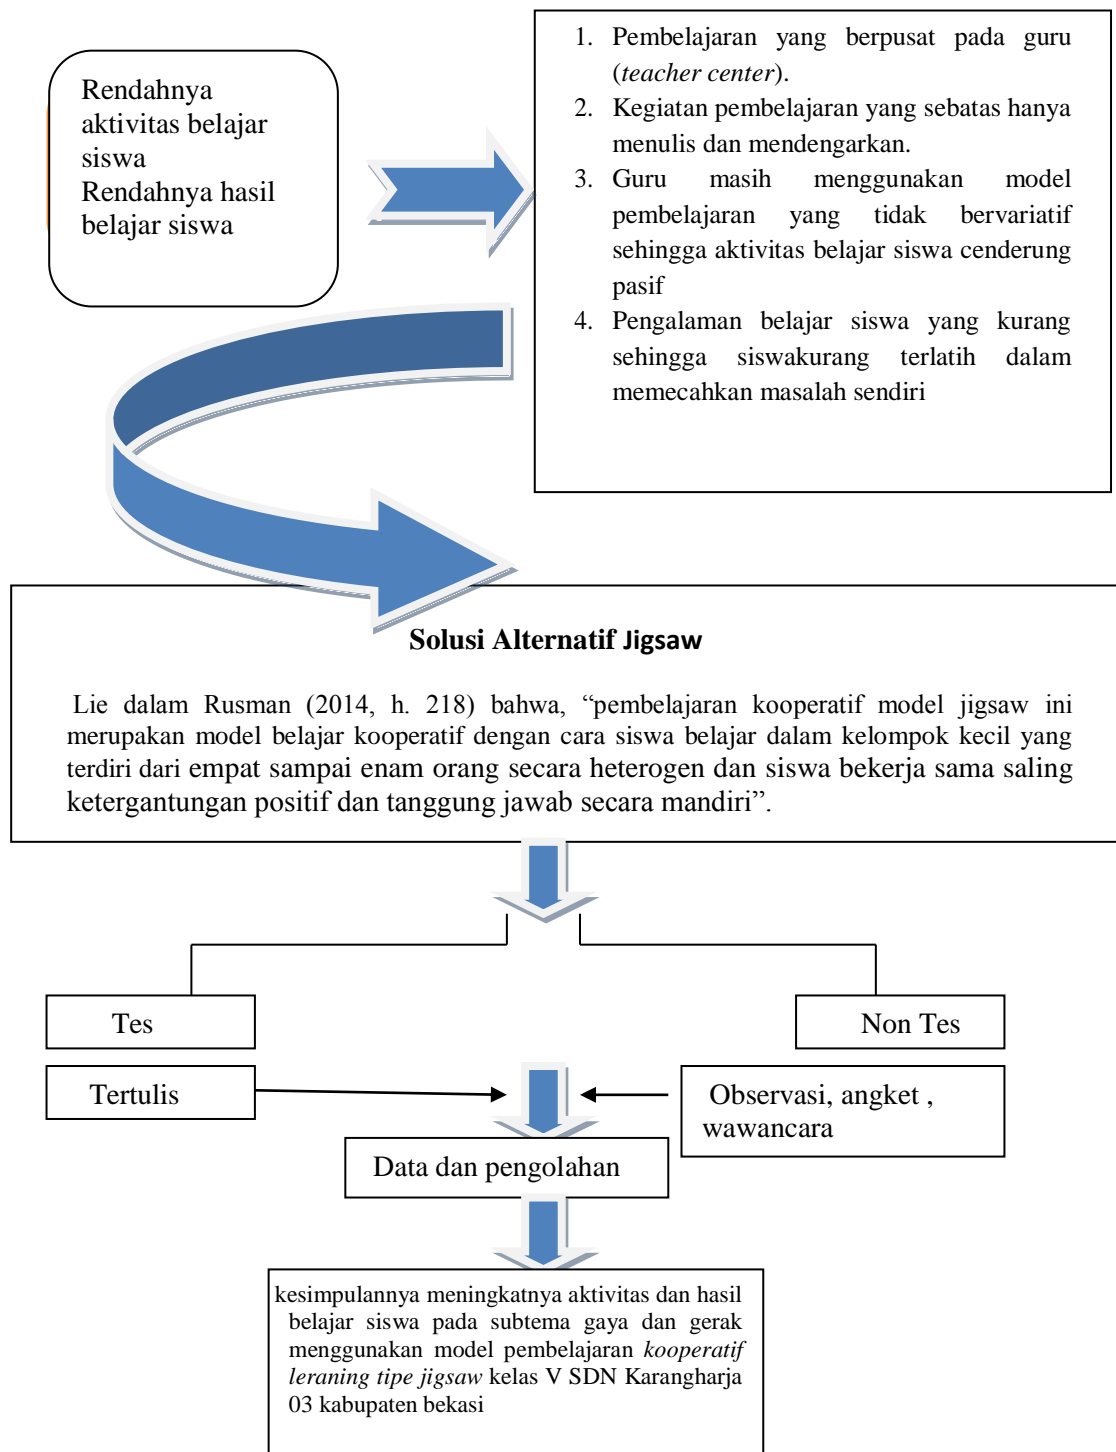 Rendahnya
aktivitas belajar
siswa
Rendahnya hasil
belajar siswa
1. Pembelajaran yang berpusat pada guru
(teacher center).
2. Kegiatan pembelajaran yang sebatas hanya
menulis dan mendengarkan.
3. Guru masih menggunakan model
pembelajaran yang tidak bervariatif
sehingga aktivitas belajar siswa cenderung
pasif
4. Pengalaman belajar siswa yang kurang
sehingga siswakurang terlatih dalam
memecahkan masalah sendiri
Solusi Alternatif Jigsaw
Lie dalam Rusman (2014, h. 218) bahwa, “pembelajaran kooperatif model jigsaw ini
merupakan model belajar kooperatif dengan cara siswa belajar dalam kelompok kecil yang
terdiri dari empat sampai enam orang secara heterogen dan siswa bekerja sama saling
ketergantungan positif dan tanggung jawab secara mandiri”.
Tes
Non Tes
Tertulis
Observasi, angket ,
wawancara
Data dan pengolahan
kesimpulannya meningkatnya aktivitas dan hasil
belajar siswa pada subtema gaya dan gerak
menggunakan model pembelajaran kooperatif
leraning tipe jigsaw kelas V SDN Karangharja
03 kabupaten bekasi